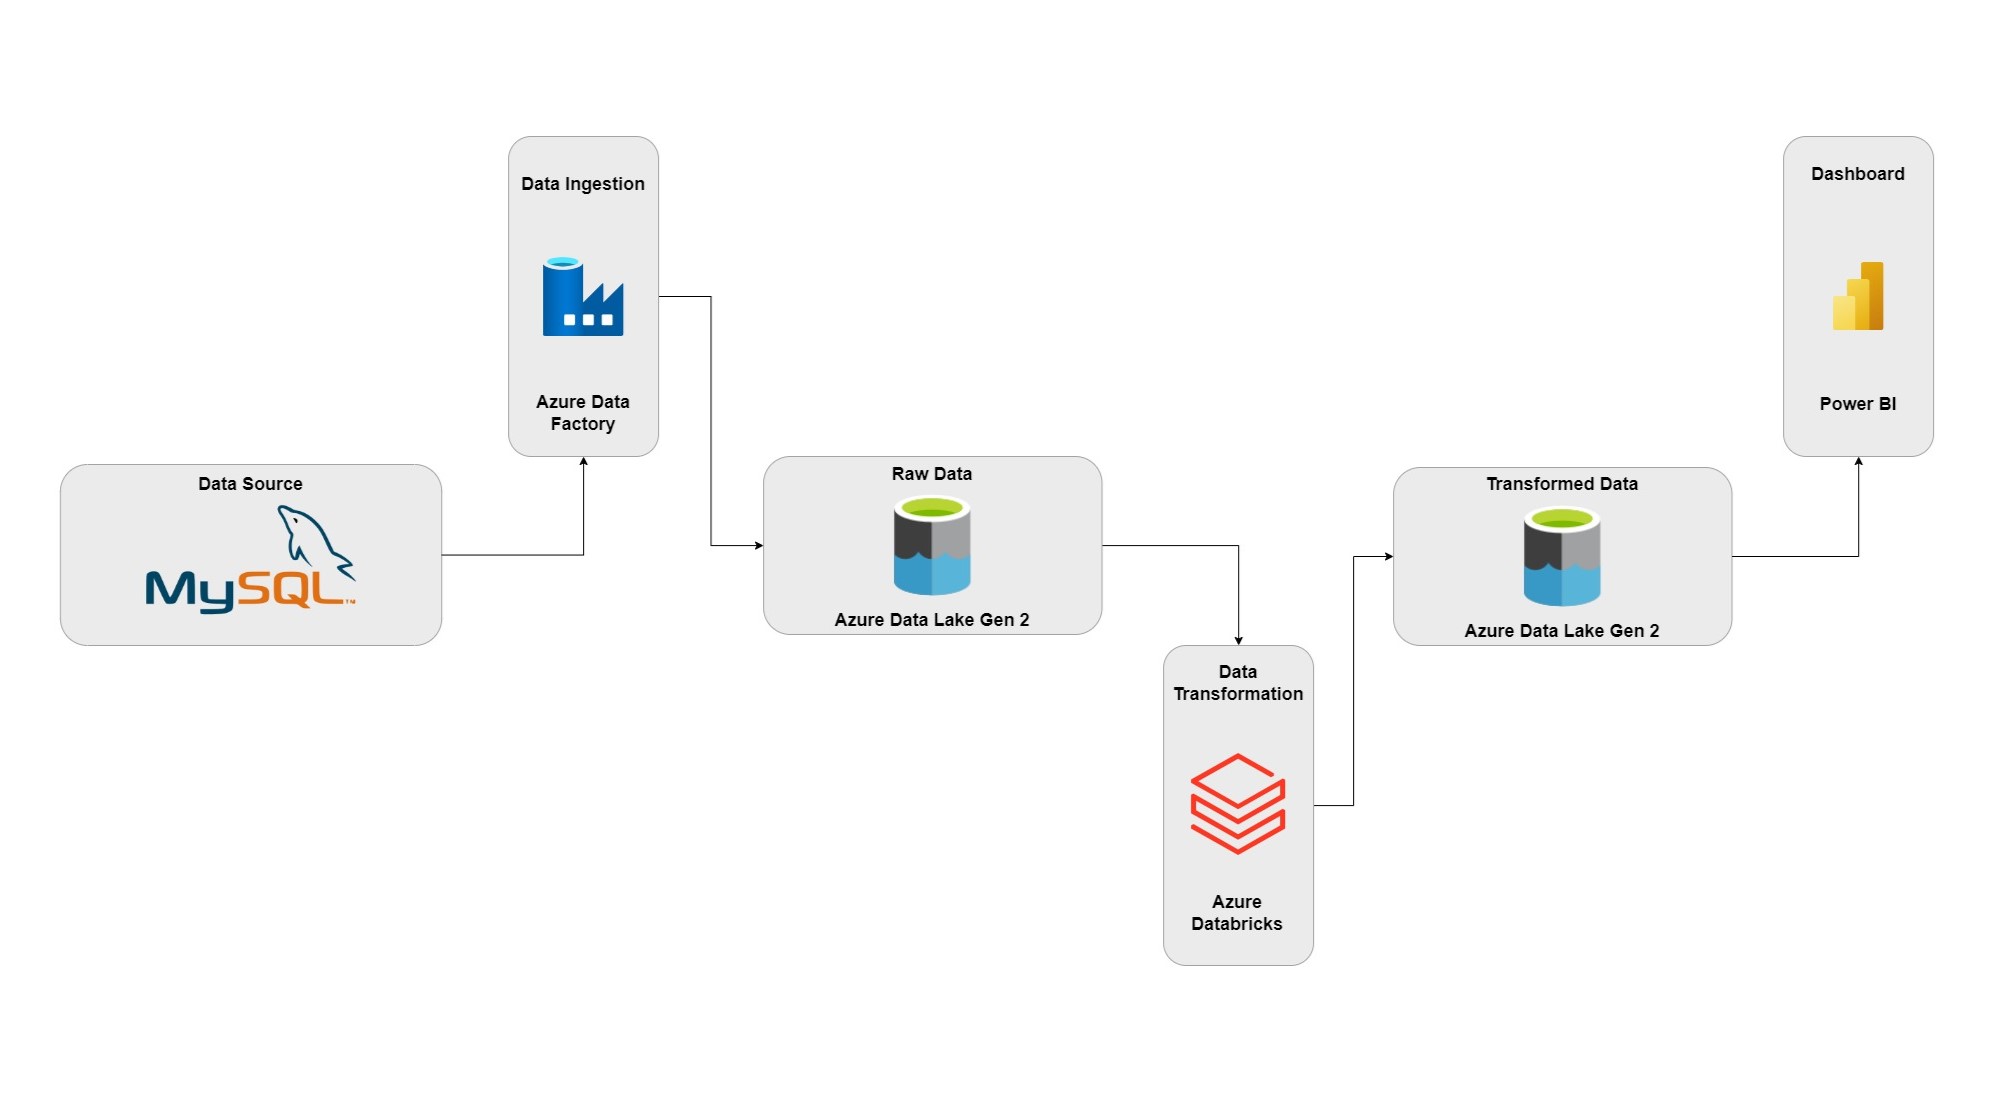 Data Source
MySQL™
Data Ingestion
Azure Data
Factory
Raw Data
Azure Data Lake Gen 2
Data
Transformation
Azure
Databricks
Transformed Data
Azure Data Lake Gen 2
Dashboard
Power BI